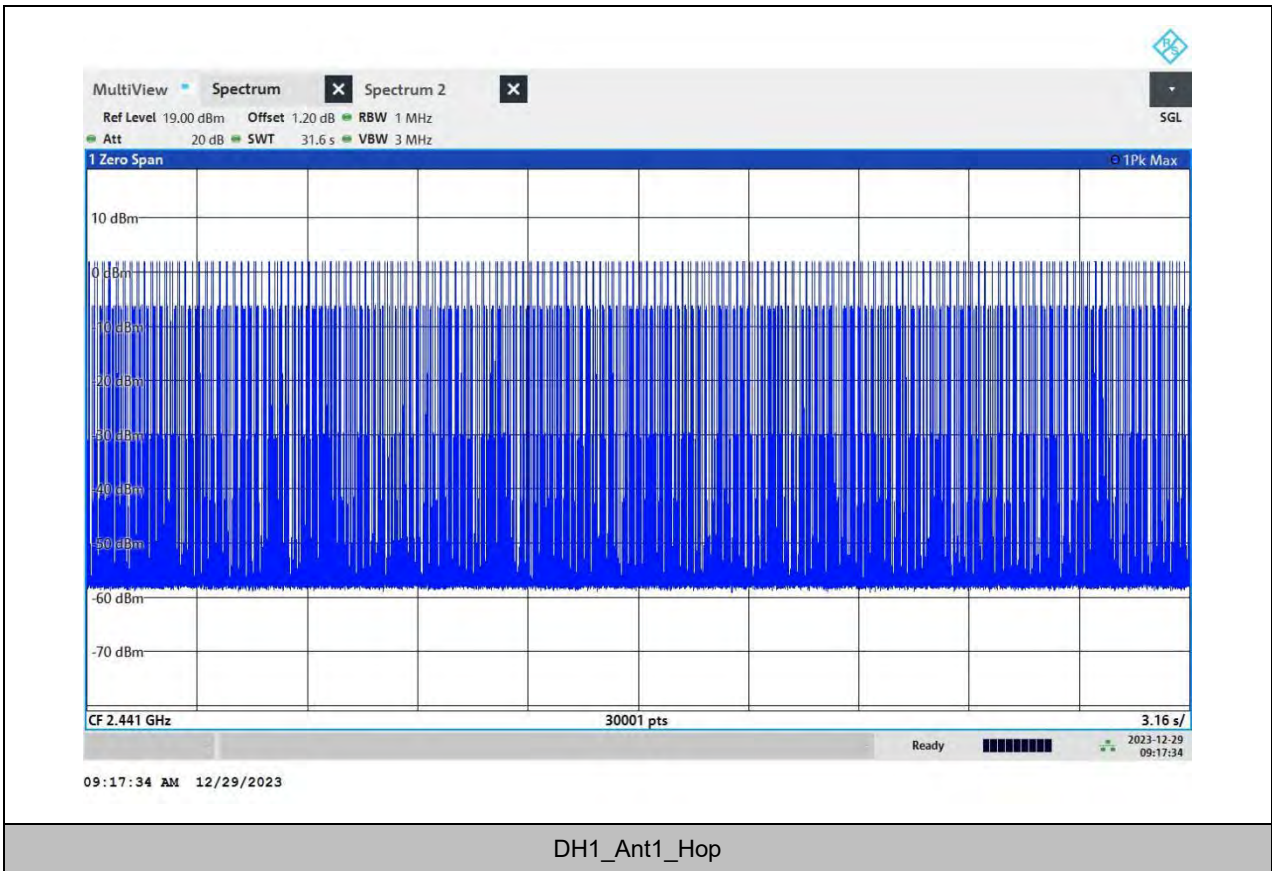 R&S
MultiView Spectrum X Spectrum 2 X
Ref Level 19.00 dBm Offset 1.20 dB RBW 1 MHz SGL
Att 20 dB SWT 31.6 s VBW 3 MHz
1 Zero Span 1Pk Max
10 dBm
0 dBm
-10 dBm
-20 dBm
-30 dBm
-40 dBm
-50 dBm
-60 dBm
-70 dBm
CF 2.441 GHz 30001 pts 3.16 s/
Ready 2023-12-29
09:17:34
09:17:34 AM 12/29/2023
DH1_Ant1_Hop